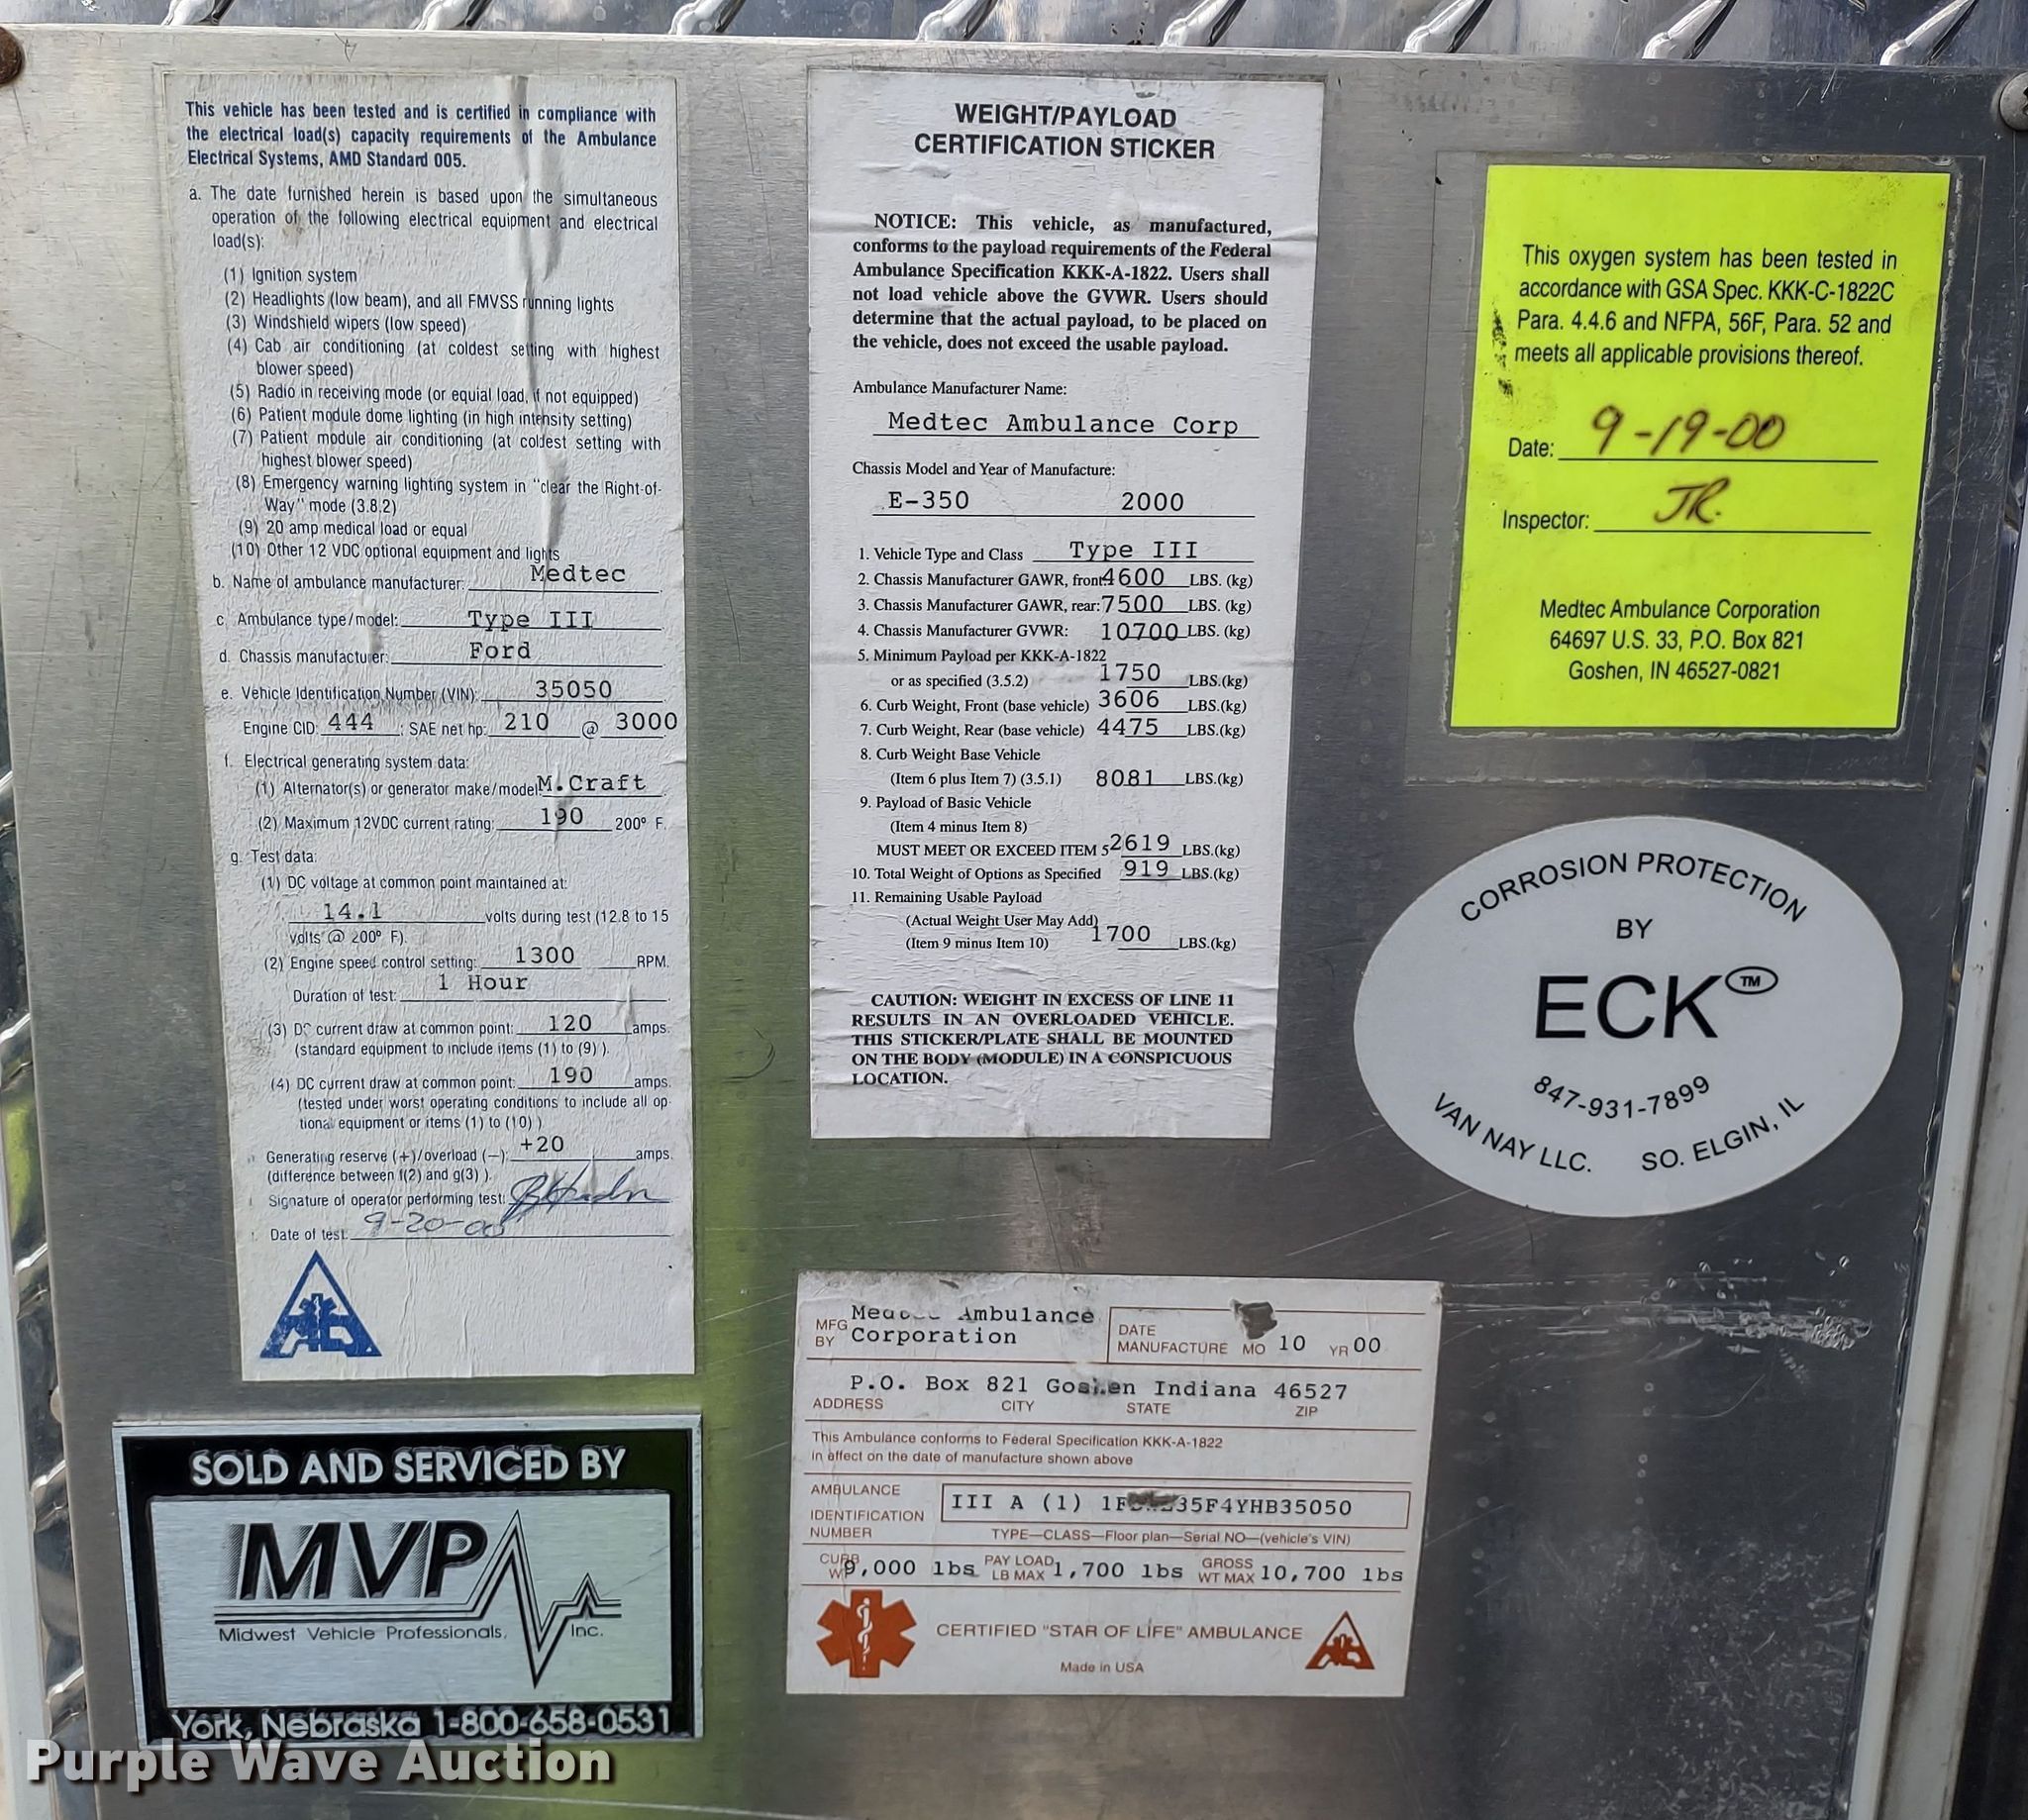 This vehicle has been tested and is certified in compliance with
the electrical load(s) capacity requirements of the Ambulance
Electrical Systems, AMD Standard 005.
a. The date furnished herein is based upon the simultaneous
operation of the following electrical equipment and electrical
load(s):
(1) Ignition system
(2) Headlights (low beam), and all FMVSS running lights
(3) Windshield wipers (low speed)
(4) Cab air conditioning (at coldest setting with highest
blower speed)
(5) Radio in receiving mode (or equial load, if not equipped)
(6) Patient module dome lighting (in high intensity setting)
(7) Patient module air conditioning (at coldest setting with
highest blower speed)
(8) Emergency warning lighting system in "clear the Right-of-
Way" mode (3.8.2)
(9) 20 amp medical load or equal
(10) Other 12 VDC optional equipment and lights
b. Name of ambulance manufacturer: Medtec
c. Ambulance type/model: Type III
d. Chassis manufacturer: Ford
e. Vehicle Identification Number (VIN): 35050
Engine CID: 444 ; SAE net hp: 210 @ 3000
f. Electrical generating system data:
(1) Alternator(s) or generator make/model M.Craft
(2) Maximum 12VDC current rating: 190 200° F.
g. Test data:
(1) DC voltage at common point maintained at:
14.1 volts during test (12.8 to 15
volts @ 200° F).
(2) Engine speed control setting: 1300 RPM.
Duration of test: 1 Hour
(3) DC current draw at common point: 120 amps.
(standard equipment to include items (1) to (9) ).
(4) DC current draw at common point: 190 amps.
(tested under worst operating conditions to include all op-
tional equipment or items (1) to (10) )
Generating reserve (+)/overload (−): +20 amps.
(difference between f(2) and g(3) ).
Signature of operator performing test:
Date of test: 9-20-00
SOLD AND SERVICED BY
MVP
Midwest Vehicle Professionals, Inc.
York, Nebraska 1-800-658-0531
WEIGHT/PAYLOAD
CERTIFICATION STICKER
NOTICE: This vehicle, as manufactured,
conforms to the payload requirements of the Federal
Ambulance Specification KKK-A-1822. Users shall
not load vehicle above the GVWR. Users should
determine that the actual payload, to be placed on
the vehicle, does not exceed the usable payload.
Ambulance Manufacturer Name:
Medtec Ambulance Corp
Chassis Model and Year of Manufacture:
E-350 2000
1. Vehicle Type and Class Type III
2. Chassis Manufacturer GAWR, front: 4600 LBS. (kg)
3. Chassis Manufacturer GAWR, rear: 7500 LBS. (kg)
4. Chassis Manufacturer GVWR: 10700 LBS. (kg)
5. Minimum Payload per KKK-A-1822
or as specified (3.5.2) 1750 LBS.(kg)
6. Curb Weight, Front (base vehicle) 3606 LBS.(kg)
7. Curb Weight, Rear (base vehicle) 4475 LBS.(kg)
8. Curb Weight Base Vehicle
(Item 6 plus Item 7) (3.5.1) 8081 LBS.(kg)
9. Payload of Basic Vehicle
(Item 4 minus Item 8)
MUST MEET OR EXCEED ITEM 5 2619 LBS.(kg)
10. Total Weight of Options as Specified 919 LBS.(kg)
11. Remaining Usable Payload
(Actual Weight User May Add)
(Item 9 minus Item 10) 1700 LBS.(kg)
CAUTION: WEIGHT IN EXCESS OF LINE 11
RESULTS IN AN OVERLOADED VEHICLE.
THIS STICKER/PLATE SHALL BE MOUNTED
ON THE BODY (MODULE) IN A CONSPICUOUS
LOCATION.
MFG BY Medtec Ambulance
Corporation
DATE
MANUFACTURE MO 10 YR 00
P.O. Box 821 Goshen Indiana 46527
ADDRESS CITY STATE ZIP
This Ambulance conforms to Federal Specification KKK-A-1822
in effect on the date of manufacture shown above
AMBULANCE
IDENTIFICATION
NUMBER
III A (1) 1F 35F4YHB35050
TYPE—CLASS—Floor plan—Serial NO—(vehicle's VIN)
CURB WT 9,000 lbs PAY LOAD LB MAX 1,700 lbs GROSS WT MAX 10,700 lbs
CERTIFIED "STAR OF LIFE" AMBULANCE
Made in USA
This oxygen system has been tested in
accordance with GSA Spec. KKK-C-1822C
Para. 4.4.6 and NFPA, 56F, Para. 52 and
meets all applicable provisions thereof.
Date: 9-19-00
Inspector: JR.
Medtec Ambulance Corporation
64697 U.S. 33, P.O. Box 821
Goshen, IN 46527-0821
CORROSION PROTECTION
BY
ECK™
847-931-7899
VAN NAY LLC. SO. ELGIN, IL
Purple Wave Auction